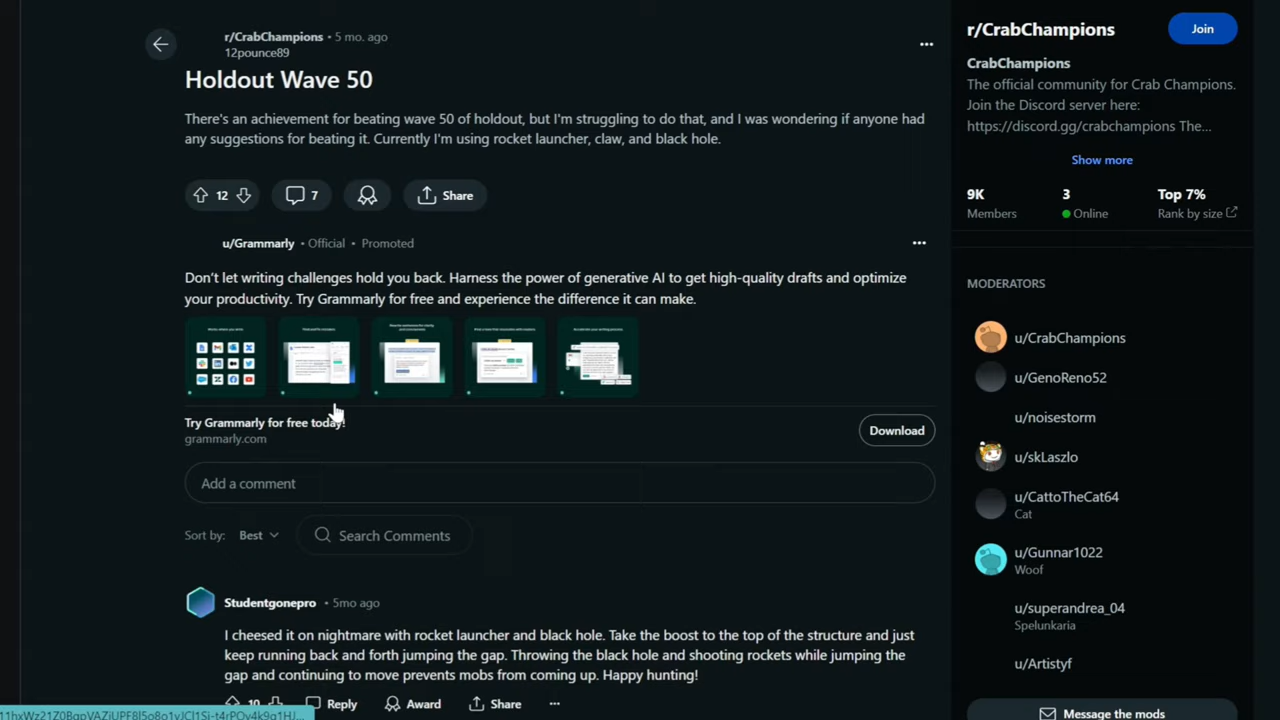 r/CrabChampions • 5 mo. ago
12pounce89
Holdout Wave 50
There's an achievement for beating wave 50 of holdout, but I'm struggling to do that, and I was wondering if anyone had
any suggestions for beating it. Currently I'm using rocket launcher, claw, and black hole.
12
7
Share
u/Grammarly • Official • Promoted
Don't let writing challenges hold you back. Harness the power of generative AI to get high-quality drafts and optimize
your productivity. Try Grammarly for free and experience the difference it can make.
Try Grammarly for free today!
grammarly.com
Download
Add a comment
Sort by: Best
Search Comments
Studentgonepro • 5mo ago
I cheesed it on nightmare with rocket launcher and black hole. Take the boost to the top of the structure and just
keep running back and forth jumping the gap. Throwing the black hole and shooting rockets while jumping the
gap and continuing to move prevents mobs from coming up. Happy hunting!
10
Reply
Award
Share
r/CrabChampions
Join
CrabChampions
The official community for Crab Champions.
Join the Discord server here:
https://discord.gg/crabchampions The...
Show more
9K 3 Top 7%
Members Online Rank by size
MODERATORS
u/CrabChampions
u/GenoReno52
u/noisestorm
u/skLaszlo
u/CattoTheCat64
Cat
u/Gunnar1022
Woof
u/superandrea_04
Spelunkaria
u/Artistyf
Message the mods